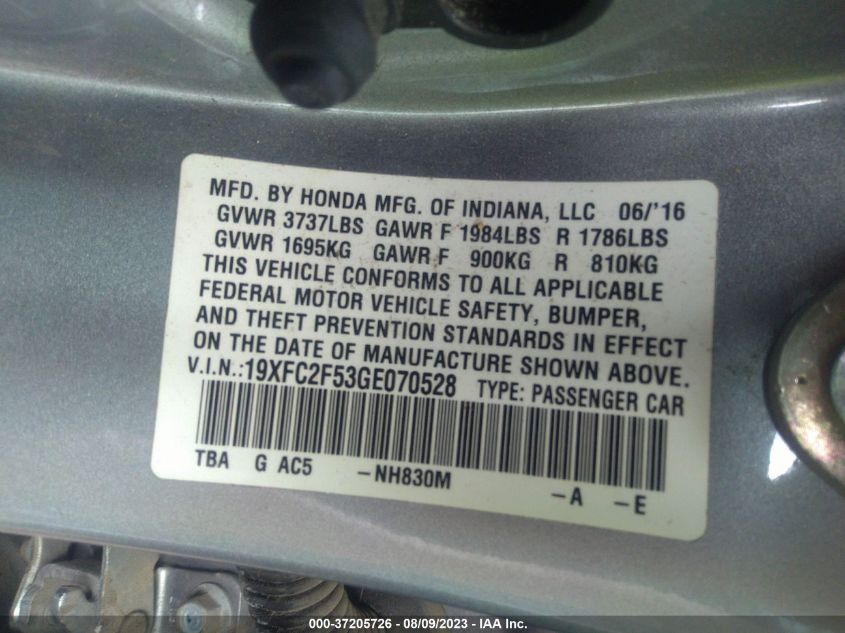 MFD. BY HONDA MFG. OF INDIANA, LLC 06/'16
GVWR 3737LBS GAWR F 1984LBS R 1786LBS
GVWR 1695KG GAWR F 900KG R 810KG
THIS VEHICLE CONFORMS TO ALL APPLICABLE
FEDERAL MOTOR VEHICLE SAFETY, BUMPER,
AND THEFT PREVENTION STANDARDS IN EFFECT
ON THE DATE OF MANUFACTURE SHOWN ABOVE.
V.I.N.:19XFC2F53GE070528 TYPE: PASSENGER CAR
TBA G AC5 -NH830M -A -E
000-37205726 - 08/09/2023 - IAA Inc.